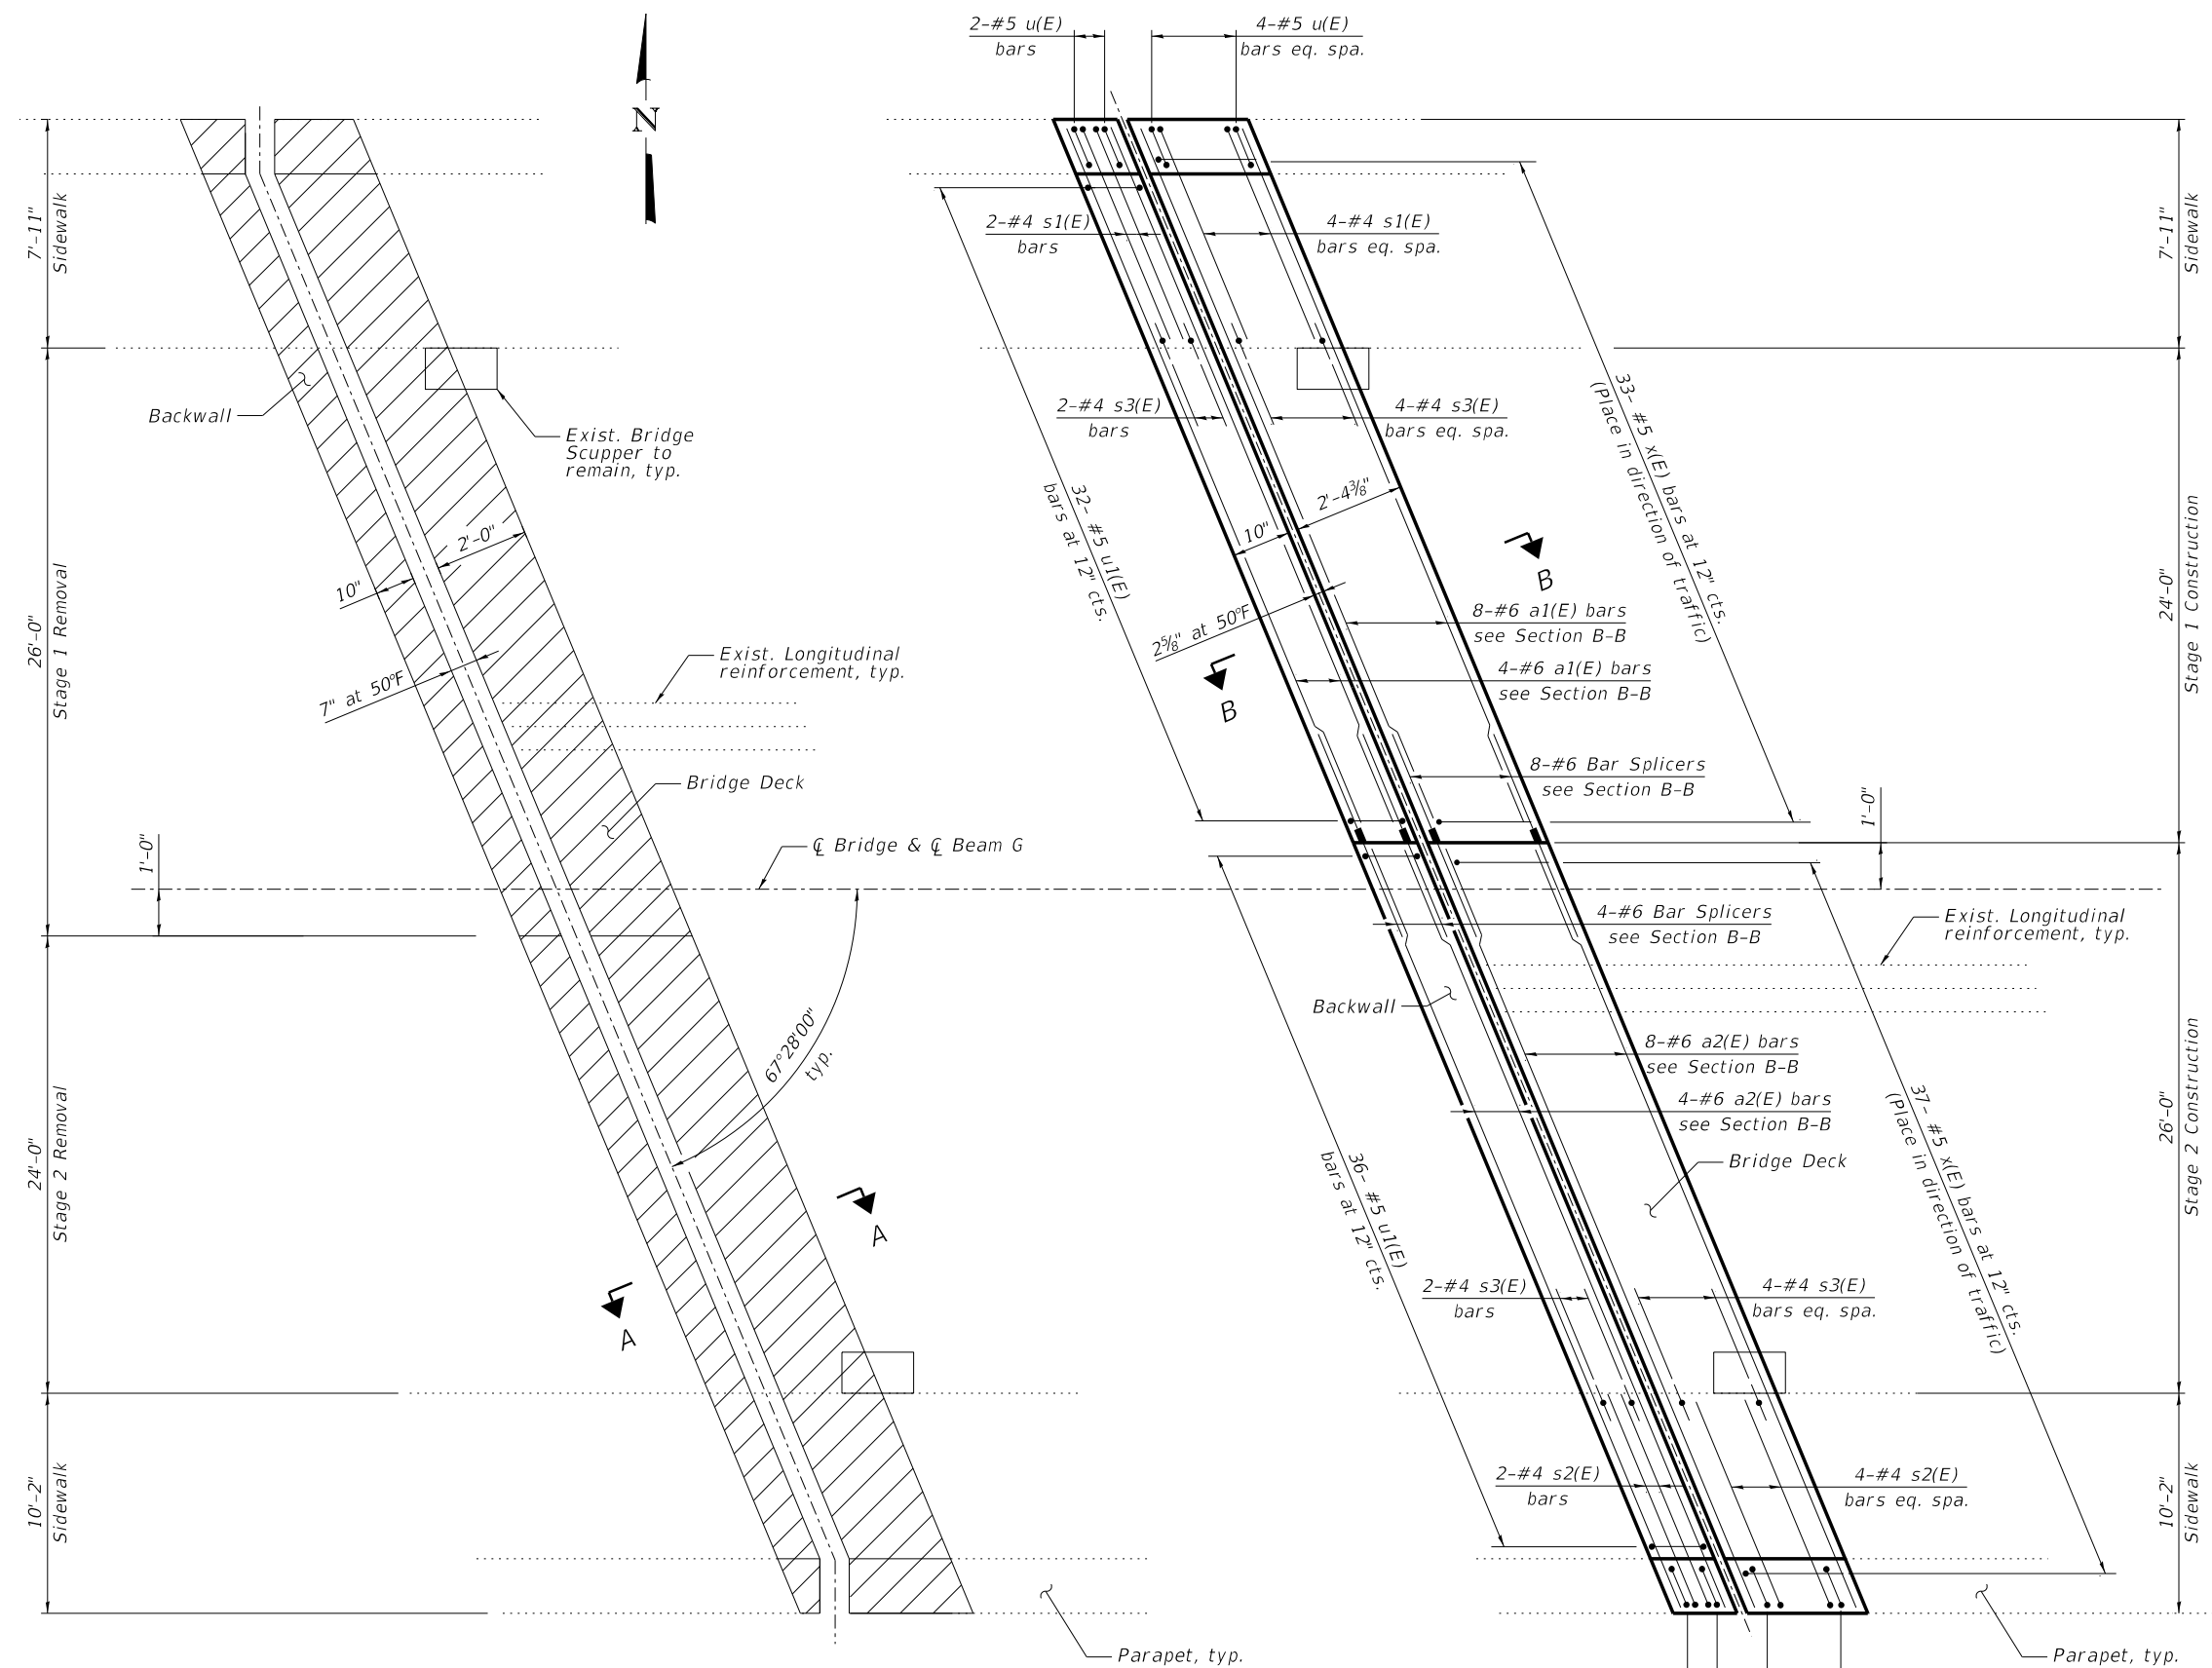 2-#5 u(E)
bars
4-#5 u(E)
bars eq. spa.
N
7'-11"
Sidewalk
26'-0"
Stage 1 Removal
24'-0"
Stage 2 Removal
10'-2"
Sidewalk
1'-0"
Backwall
Exist. Bridge
Scupper to
remain, typ.
10"
2'-0"
7" at 50°F
Exist. Longitudinal
reinforcement, typ.
Bridge Deck
℄ Bridge & ℄ Beam G
67°28'00"
typ.
A
A
Parapet, typ.
2-#4 s1(E)
bars
4-#4 s1(E)
bars eq. spa.
2-#4 s3(E)
bars
4-#4 s3(E)
bars eq. spa.
32- #5 u1(E)
bars at 12" cts.
33- #5 x(E) bars at 12" cts.
(Place in direction of traffic)
10"
2'-4⅜"
2⅝" at 50°F
B
B
8-#6 a1(E) bars
see Section B-B
4-#6 a1(E) bars
see Section B-B
8-#6 Bar Splicers
see Section B-B
1'-0"
4-#6 Bar Splicers
see Section B-B
Exist. Longitudinal
reinforcement, typ.
Backwall
8-#6 a2(E) bars
see Section B-B
4-#6 a2(E) bars
see Section B-B
Bridge Deck
36- #5 u1(E)
bars at 12" cts.
37- #5 x(E) bars at 12" cts.
(Place in direction of traffic)
2-#4 s3(E)
bars
4-#4 s3(E)
bars eq. spa.
2-#4 s2(E)
bars
4-#4 s2(E)
bars eq. spa.
Parapet, typ.
7'-11"
Sidewalk
24'-0"
Stage 1 Construction
26'-0"
Stage 2 Construction
10'-2"
Sidewalk